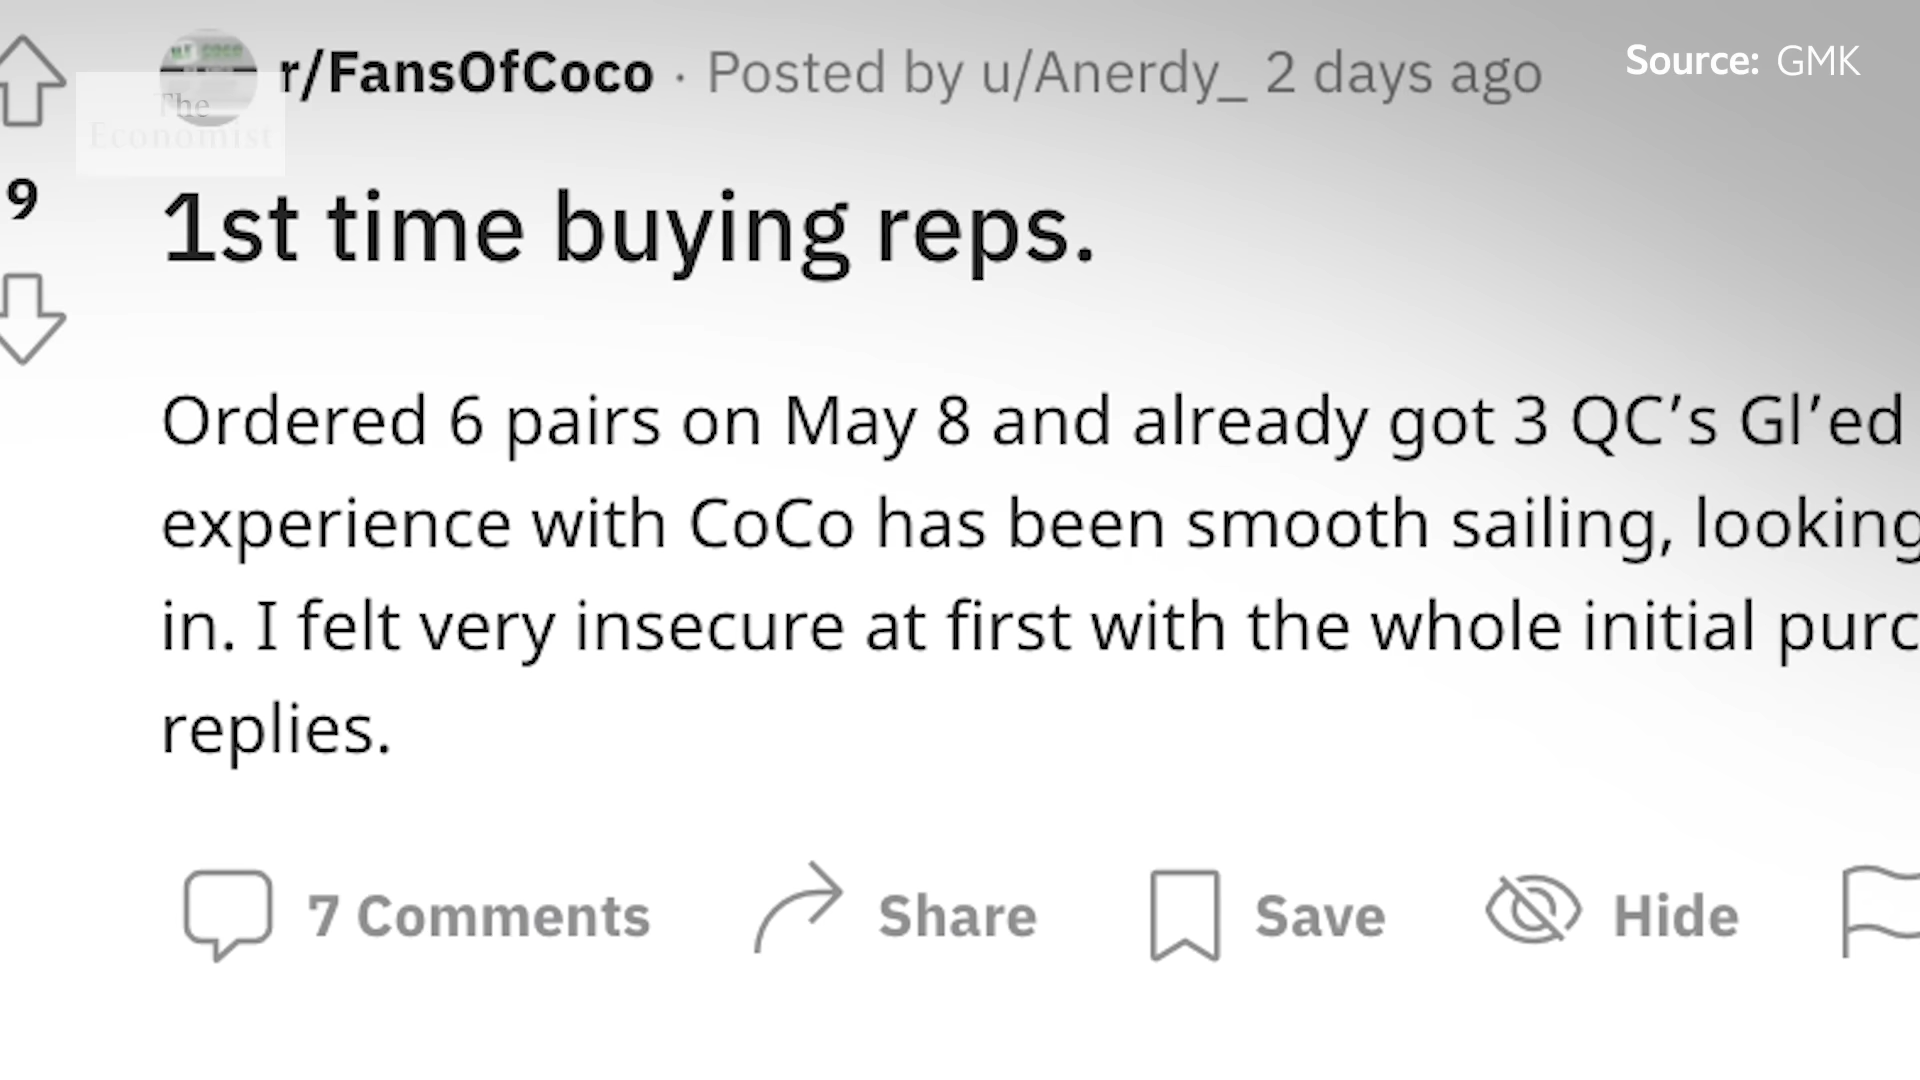 r/FansOfCoco · Posted by u/Anerdy_ 2 days ago
Source: GMK
The
Economist
9
1st time buying reps.
Ordered 6 pairs on May 8 and already got 3 QC’s Gl’ed
experience with CoCo has been smooth sailing, looking
in. I felt very insecure at first with the whole initial purc
replies.
7 Comments Share Save Hide